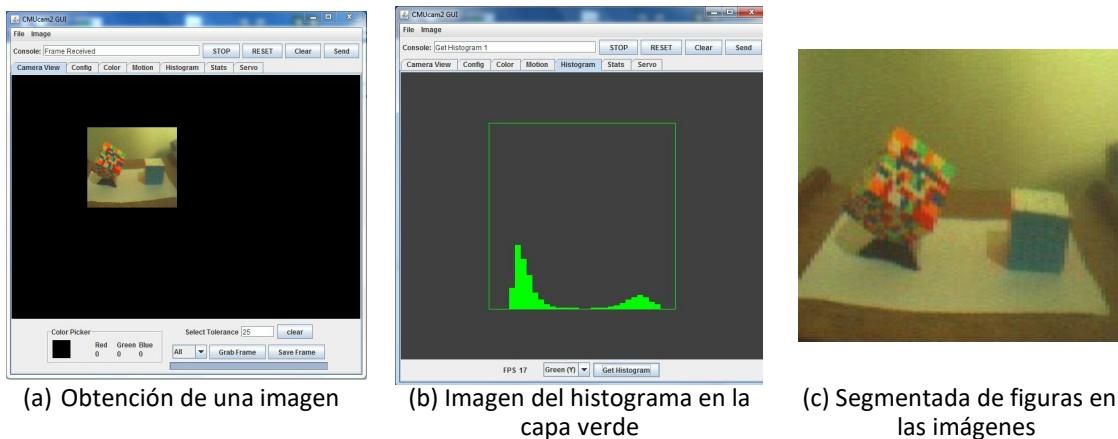 CMUcam2 GUI
File Image
Console: Frame Received STOP RESET Clear Send
Camera View Config Color Motion Histogram Stats Servo
Color Picker
Red Green Blue
0 0 0
Select Tolerance 25 clear
All Grab Frame Save Frame
(a) Obtención de una imagen
CMUcam2 GUI
File Image
Console: Get Histogram 1 STOP RESET Clear Send
Camera View Config Color Motion Histogram Stats Servo
FPS 17 Green (Y) Get Histogram
(b) Imagen del histograma en la
capa verde
(c) Segmentada de figuras en
las imágenes